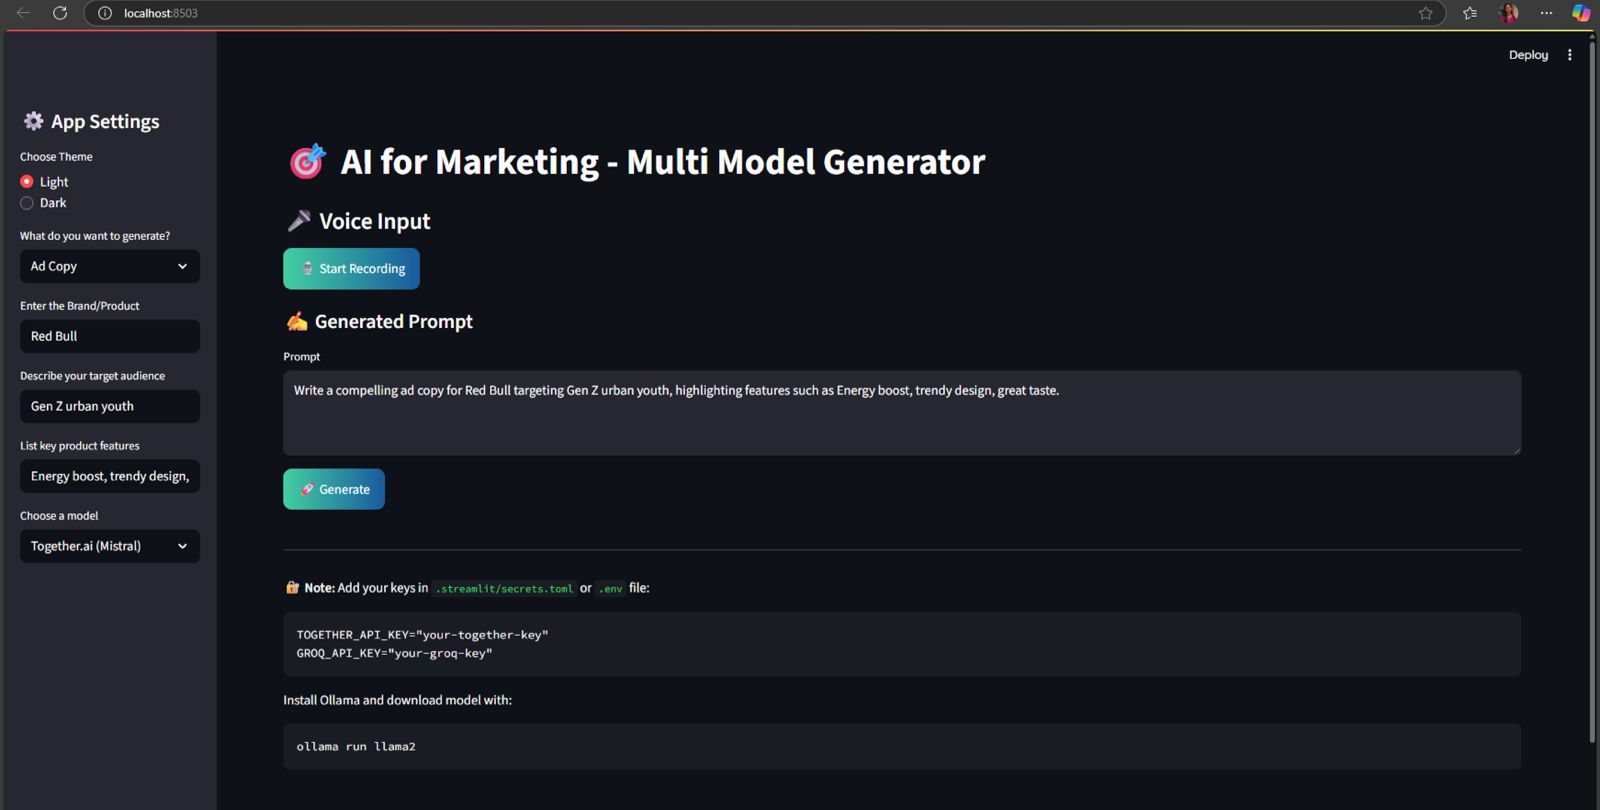 localhost:8503
Deploy
App Settings
Choose Theme
Light
Dark
What do you want to generate?
Ad Copy
Enter the Brand/Product
Red Bull
Describe your target audience
Gen Z urban youth
List key product features
Energy boost, trendy design,
Choose a model
Together.ai (Mistral)
AI for Marketing - Multi Model Generator
Voice Input
Start Recording
Generated Prompt
Prompt
Write a compelling ad copy for Red Bull targeting Gen Z urban youth, highlighting features such as Energy boost, trendy design, great taste.
Generate
Note: Add your keys in .streamlit/secrets.toml or .env file:
TOGETHER_API_KEY="your-together-key"
GROQ_API_KEY="your-groq-key"
Install Ollama and download model with:
ollama run llama2